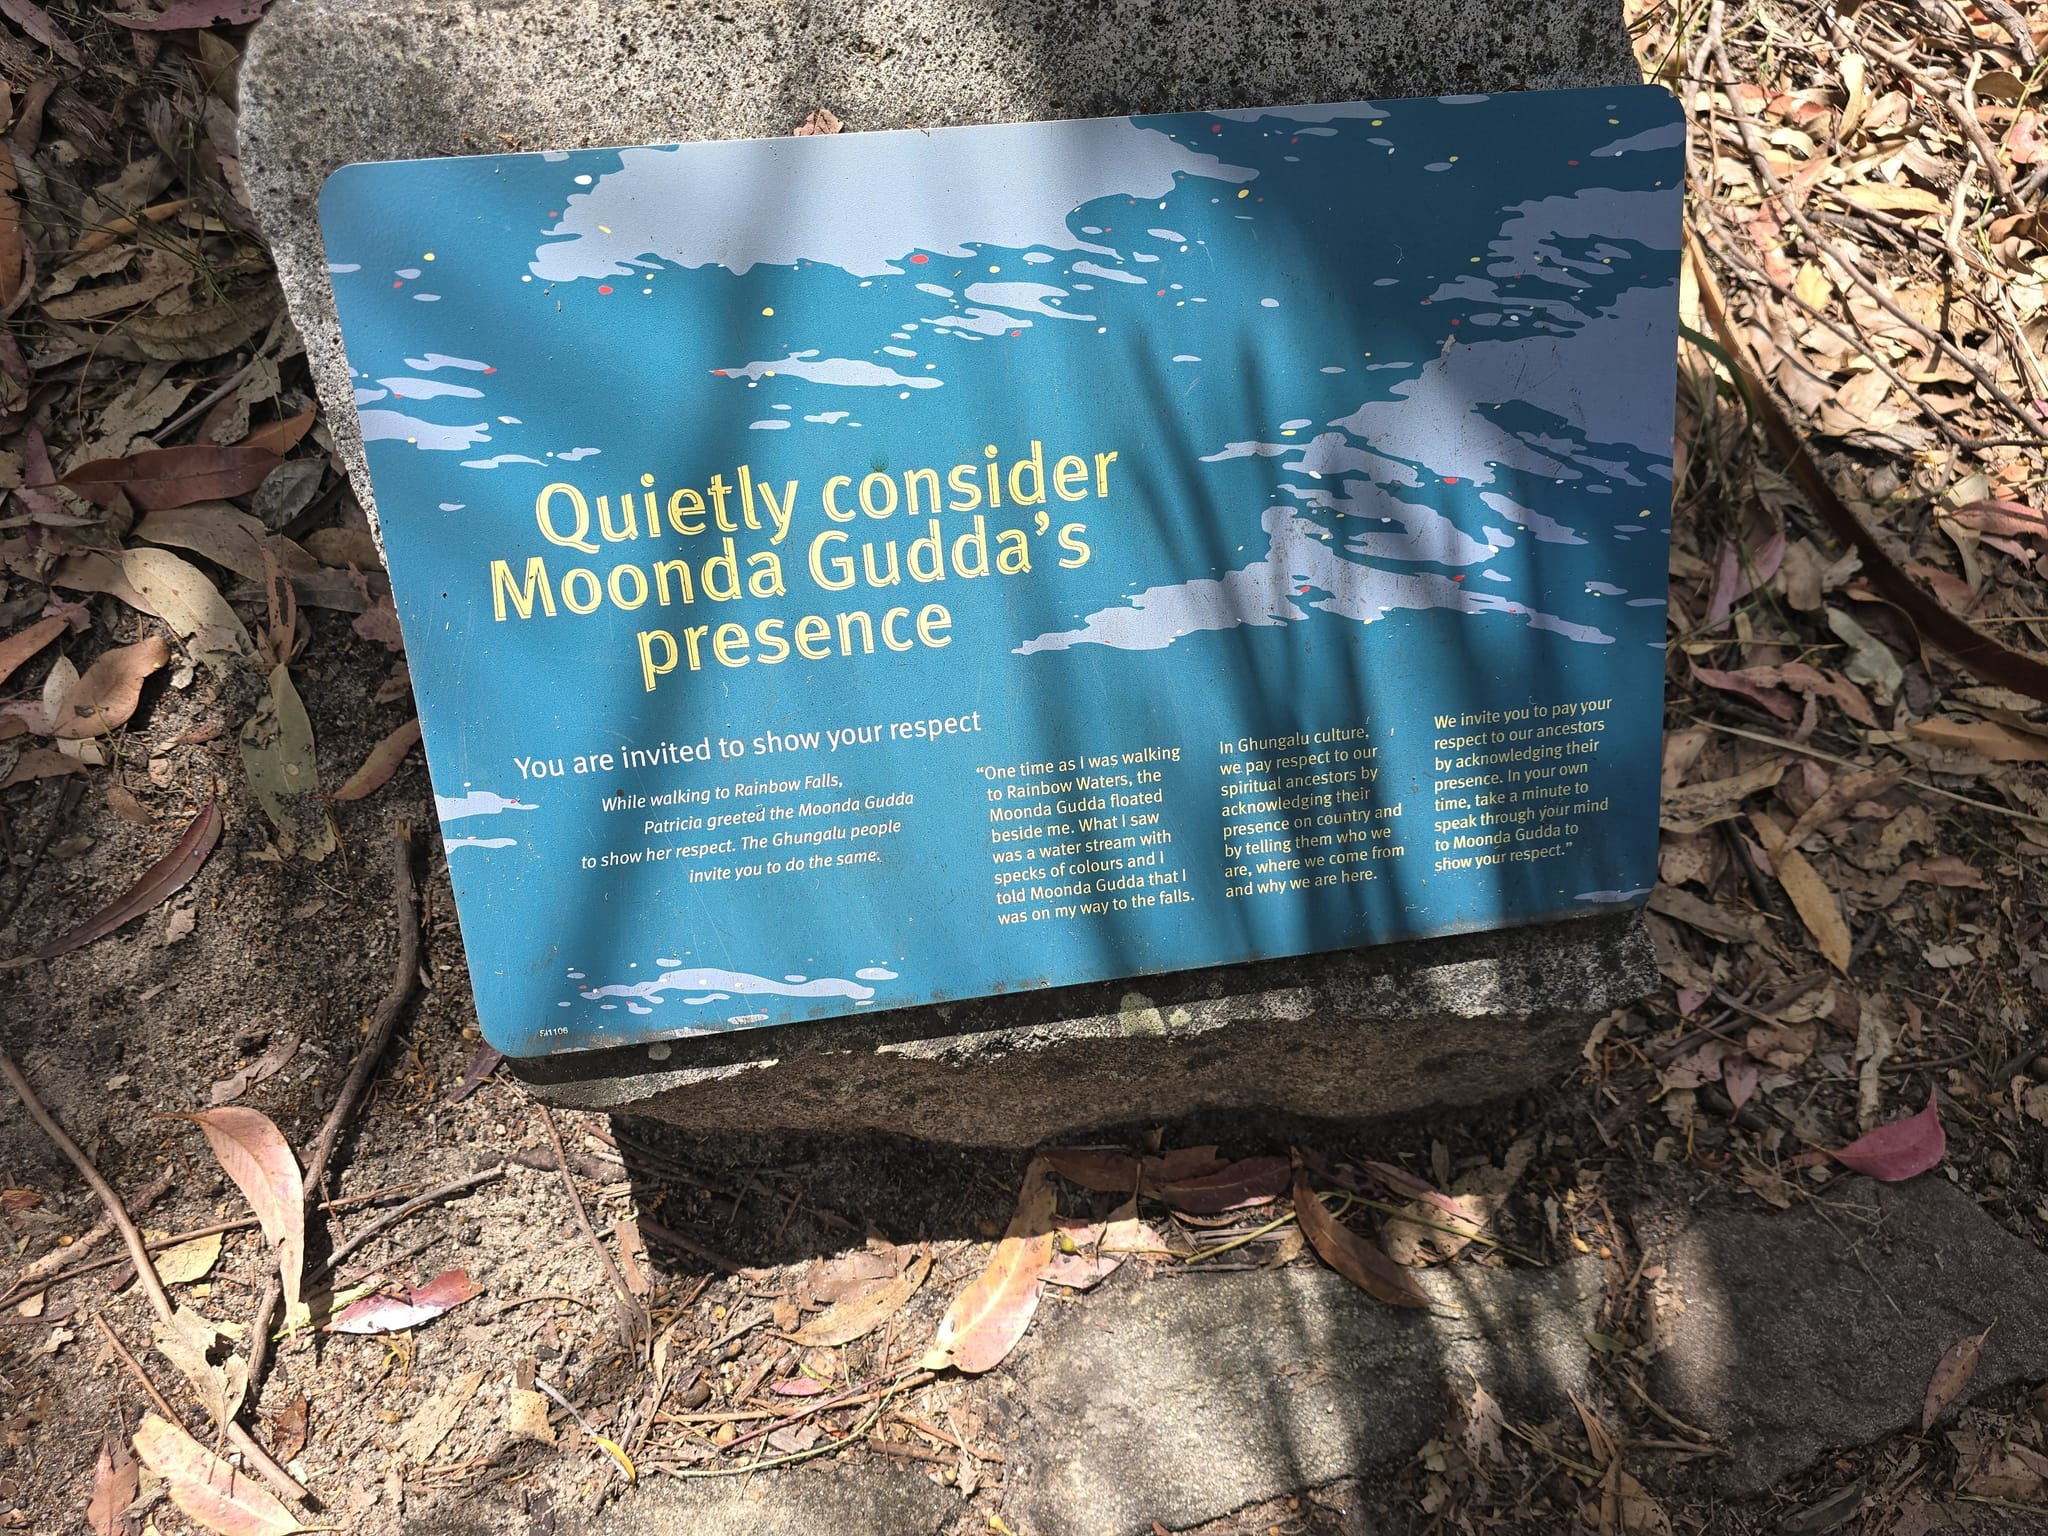 Quietly consider
Moonda Gudda's
presence
You are invited to show your respect
While walking to Rainbow Falls,
Patricia greeted the Moonda Gudda
to show her respect. The Ghungalu people
invite you to do the same.
“One time as I was walking
to Rainbow Waters, the
Moonda Gudda floated
beside me. What I saw
was a water stream with
specks of colours and I
told Moonda Gudda that I
was on my way to the falls.
In Ghungalu culture,
we pay respect to our
spiritual ancestors by
acknowledging their
presence on country and
by telling them who we
are, where we come from
and why we are here.
We invite you to pay your
respect to our ancestors
by acknowledging their
presence. In your own
time, take a minute to
speak through your mind
to Moonda Gudda to
show your respect.”